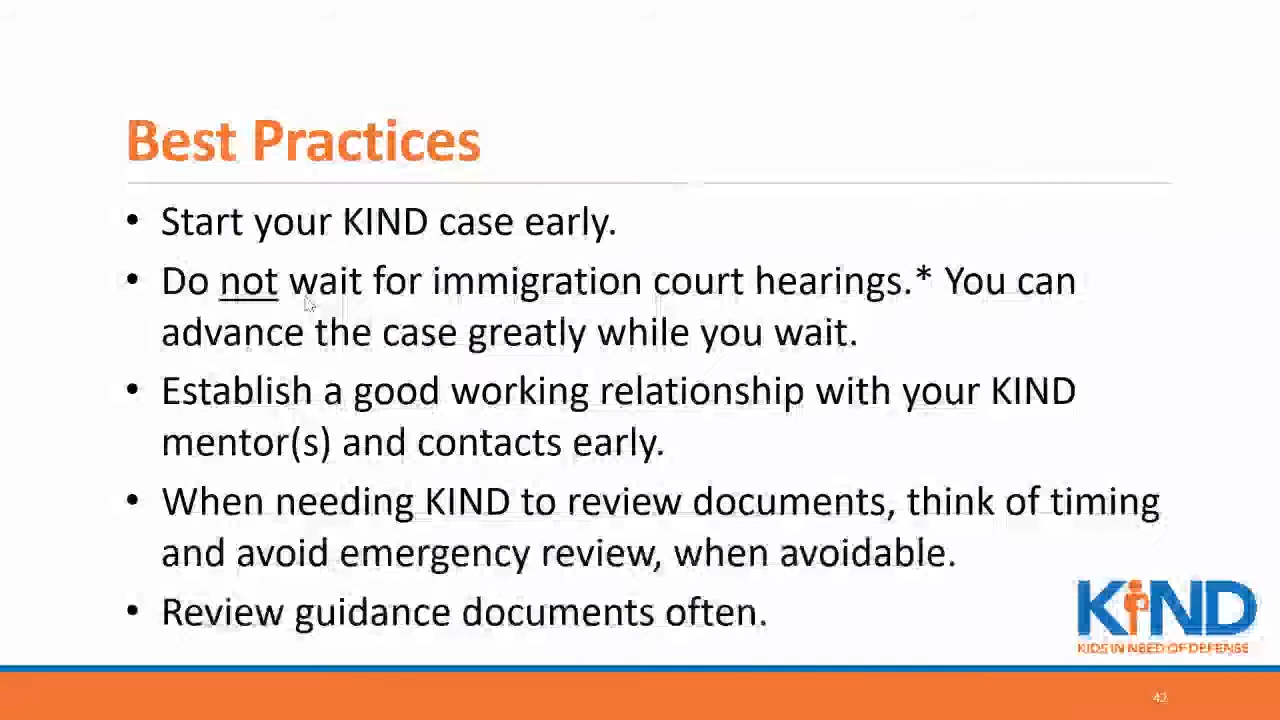 Best Practices
• Start your KIND case early.
• Do not wait for immigration court hearings.* You can
advance the case greatly while you wait.
• Establish a good working relationship with your KIND
mentor(s) and contacts early.
• When needing KIND to review documents, think of timing
and avoid emergency review, when avoidable.
• Review guidance documents often.
KIND
KIDS IN NEED OF DEFENSE